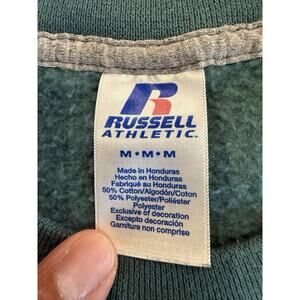 R
RUSSELL
ATHLETIC
M•M•M
Made in Honduras
Hecho en Honduras
Fabriqué au Honduras
50% Cotton/Algodón/Coton
50% Polyester/Poliéster
Polyester
Exclusive of decoration
Excepto decoración
Garniture non comprise